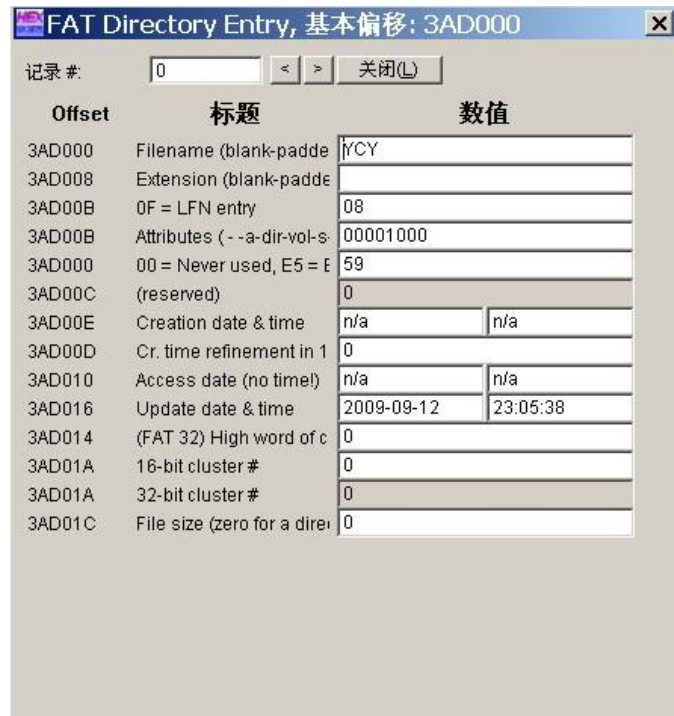 FAT Directory Entry, 基本偏移: 3AD000
记录 #: 0 < > 关闭(L)
Offset 标题 数值
3AD000 Filename (blank-padde YCY
3AD008 Extension (blank-padde
3AD00B 0F = LFN entry 08
3AD00B Attributes ( - -a-dir-vol-s- 00001000
3AD000 00 = Never used, E5 = E 59
3AD00C (reserved) 0
3AD00E Creation date & time n/a n/a
3AD00D Cr. time refinement in 1 0
3AD010 Access date (no time!) n/a n/a
3AD016 Update date & time 2009-09-12 23:05:38
3AD014 (FAT 32) High word of c 0
3AD01A 16-bit cluster # 0
3AD01A 32-bit cluster # 0
3AD01C File size (zero for a dire 0